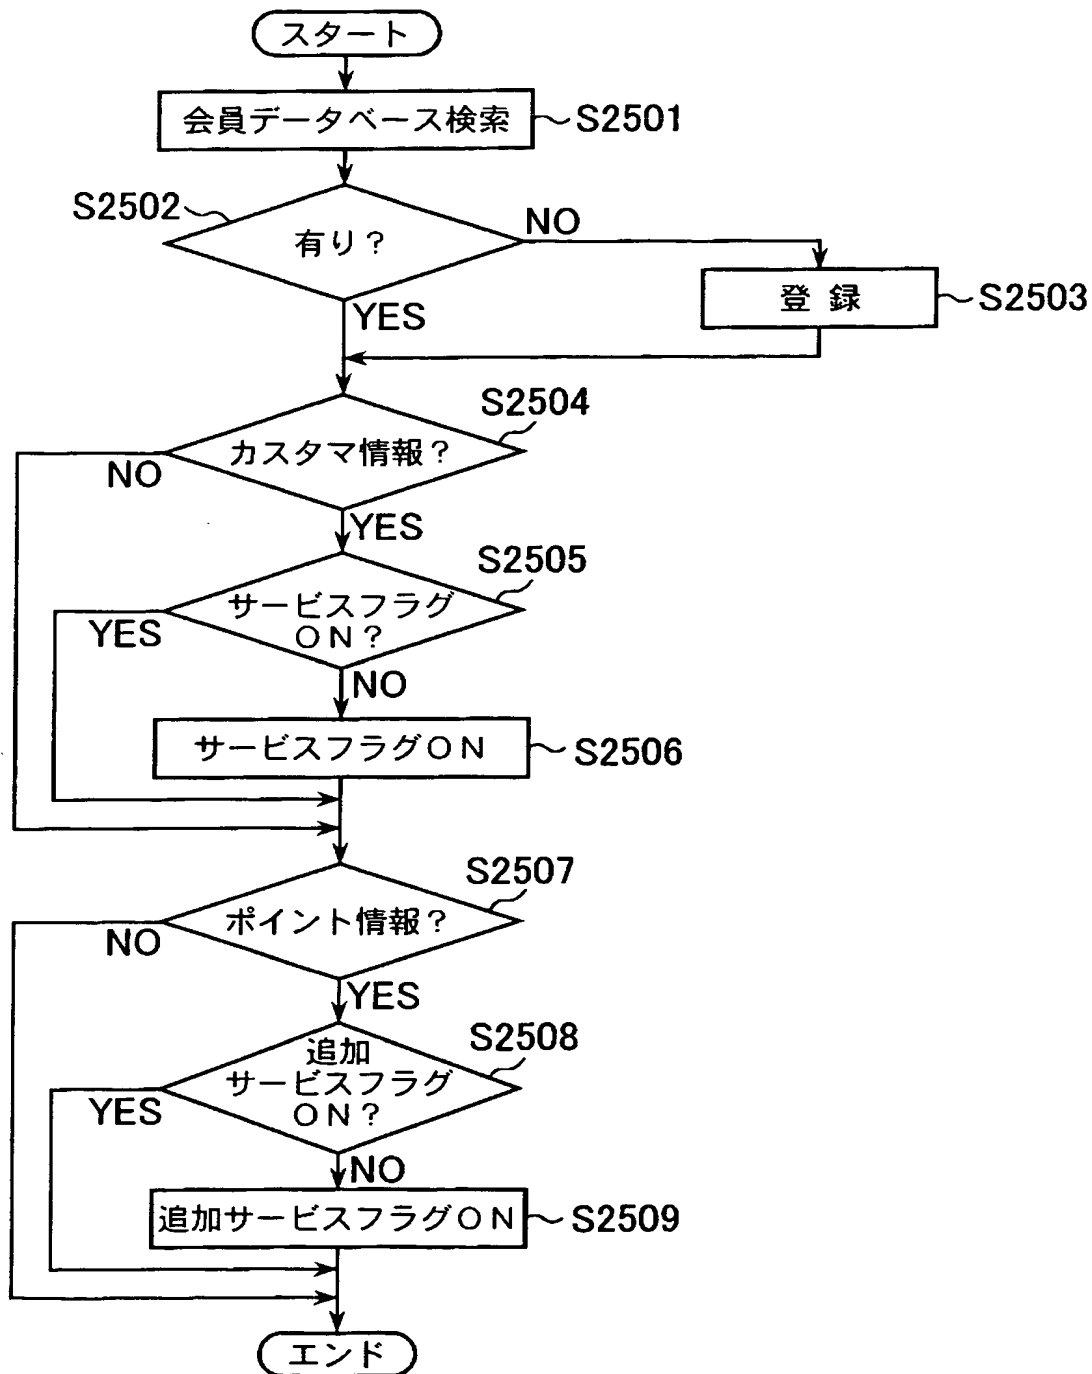 スタート
会員データベース検索
S2501
S2502
有り?
NO
YES
登 録
S2503
S2504
カスタマ情報?
NO
YES
S2505
サービスフラグ
ON?
YES
NO
サービスフラグON
S2506
S2507
ポイント情報?
NO
YES
S2508
追加
サービスフラグ
ON?
YES
NO
追加サービスフラグON
S2509
エンド